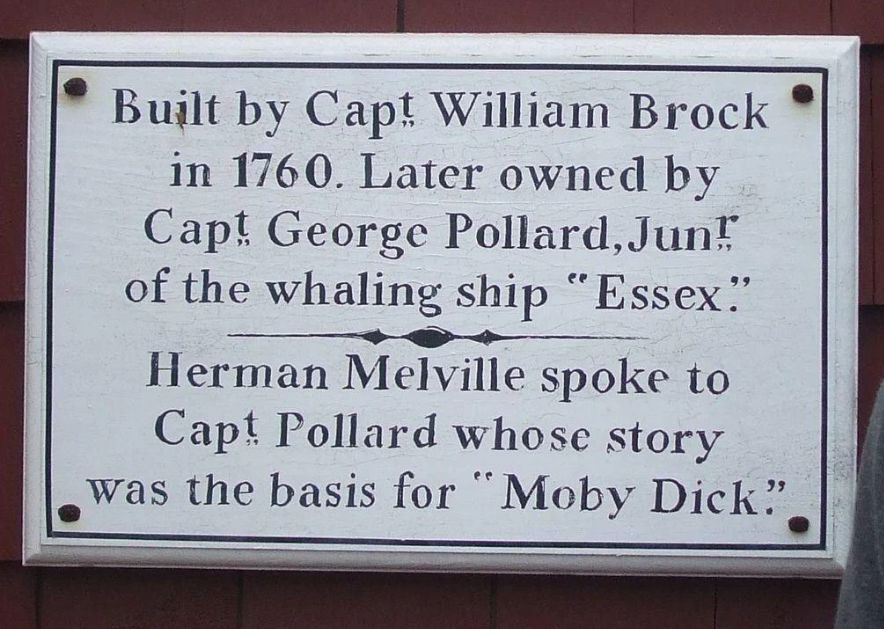 Built by Capt. William Brock
in 1760. Later owned by
Capt. George Pollard, Junr.
of the whaling ship "Essex."
Herman Melville spoke to
Capt. Pollard whose story
was the basis for "Moby Dick."